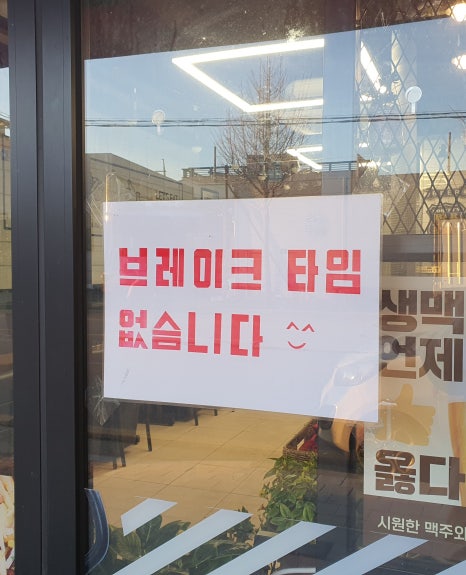 브레이크 타임
없슴니다 ^^
생맥
언제
옳다
시원한 맥주와